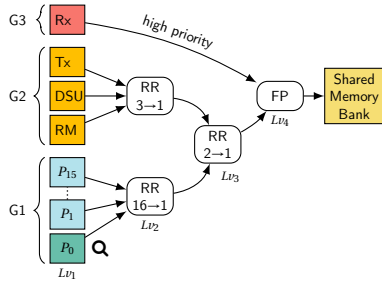 G3
Rx
high priority
G2
Tx
DSU
RM
RR
3→1
FP
Lv4
Shared
Memory
Bank
RR
2→1
Lv3
G1
P15
P1
P0
Lv1
RR
16→1
Lv2